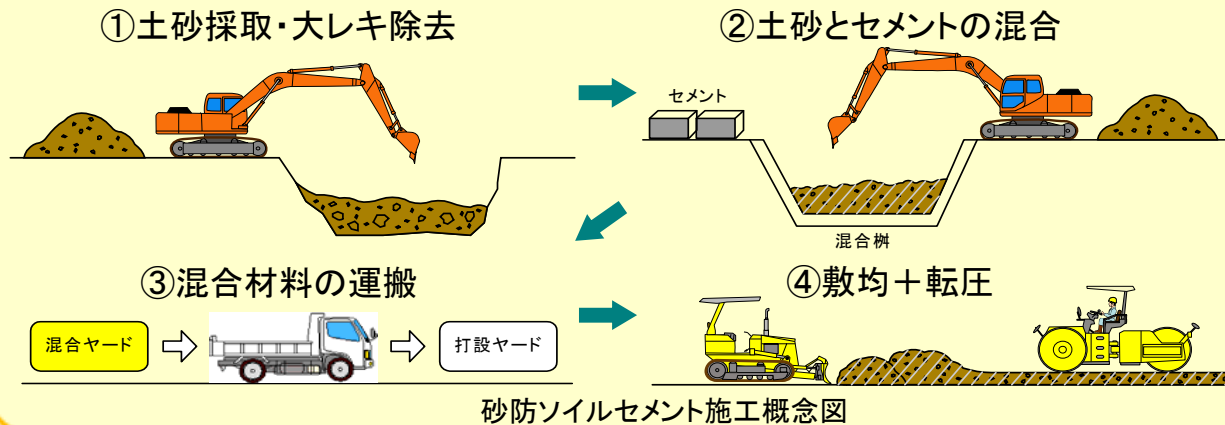 ①土砂採取・大レキ除去
②土砂とセメントの混合
セメント
混合桝
③混合材料の運搬
混合ヤード
打設ヤード
④敷均＋転圧
砂防ソイルセメント施工概念図